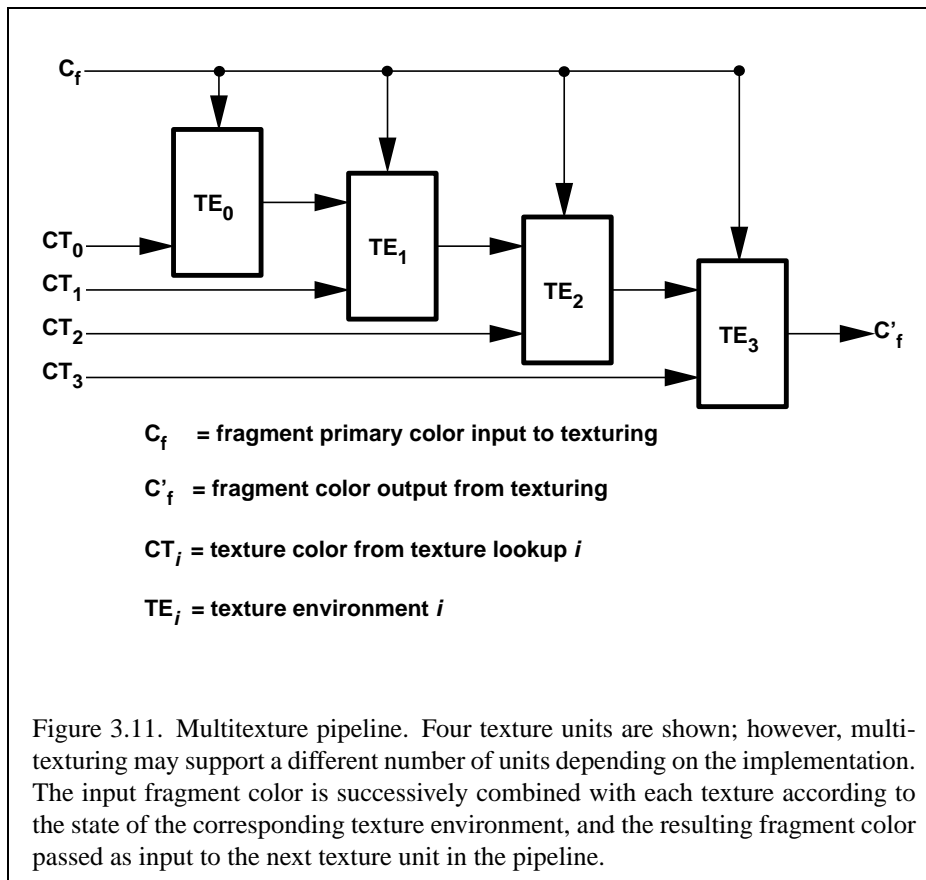 C_f
TE_0
CT_0
TE_1
CT_1
TE_2
CT_2
TE_3
C'_f
CT_3
C_f = fragment primary color input to texturing
C'_f = fragment color output from texturing
CT_i = texture color from texture lookup i
TE_i = texture environment i
Figure 3.11. Multitexture pipeline. Four texture units are shown; however, multi-
texturing may support a different number of units depending on the implementation.
The input fragment color is successively combined with each texture according to
the state of the corresponding texture environment, and the resulting fragment color
passed as input to the next texture unit in the pipeline.